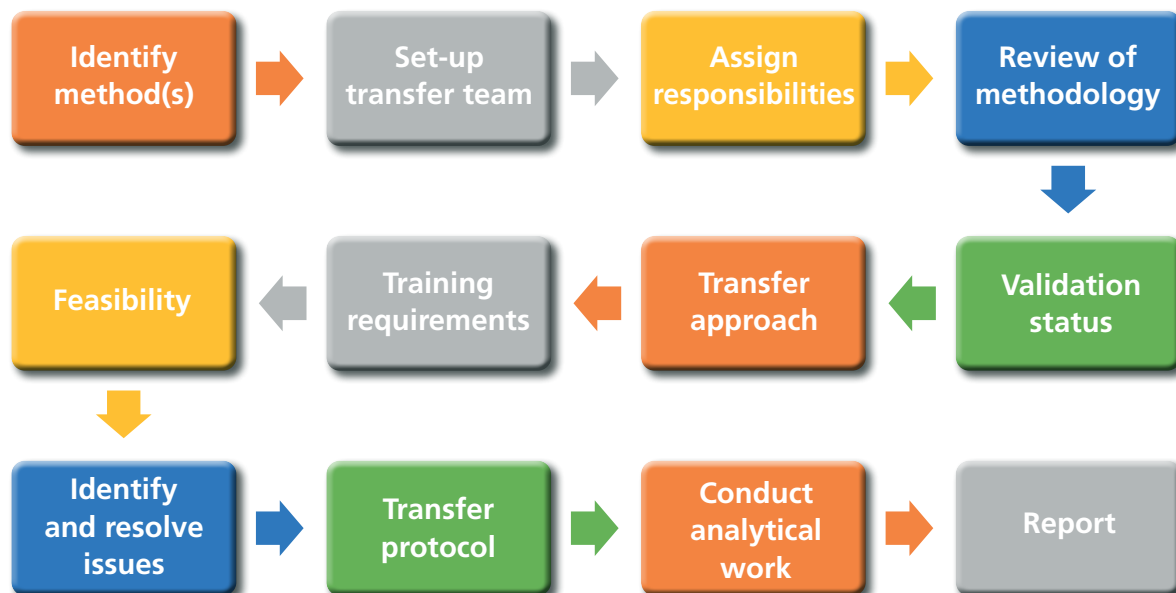 Identify
method(s)
Set-up
transfer team
Assign
responsibilities
Review of
methodology
Validation
status
Transfer
approach
Training
requirements
Feasibility
Identify
and resolve
issues
Transfer
protocol
Conduct
analytical
work
Report